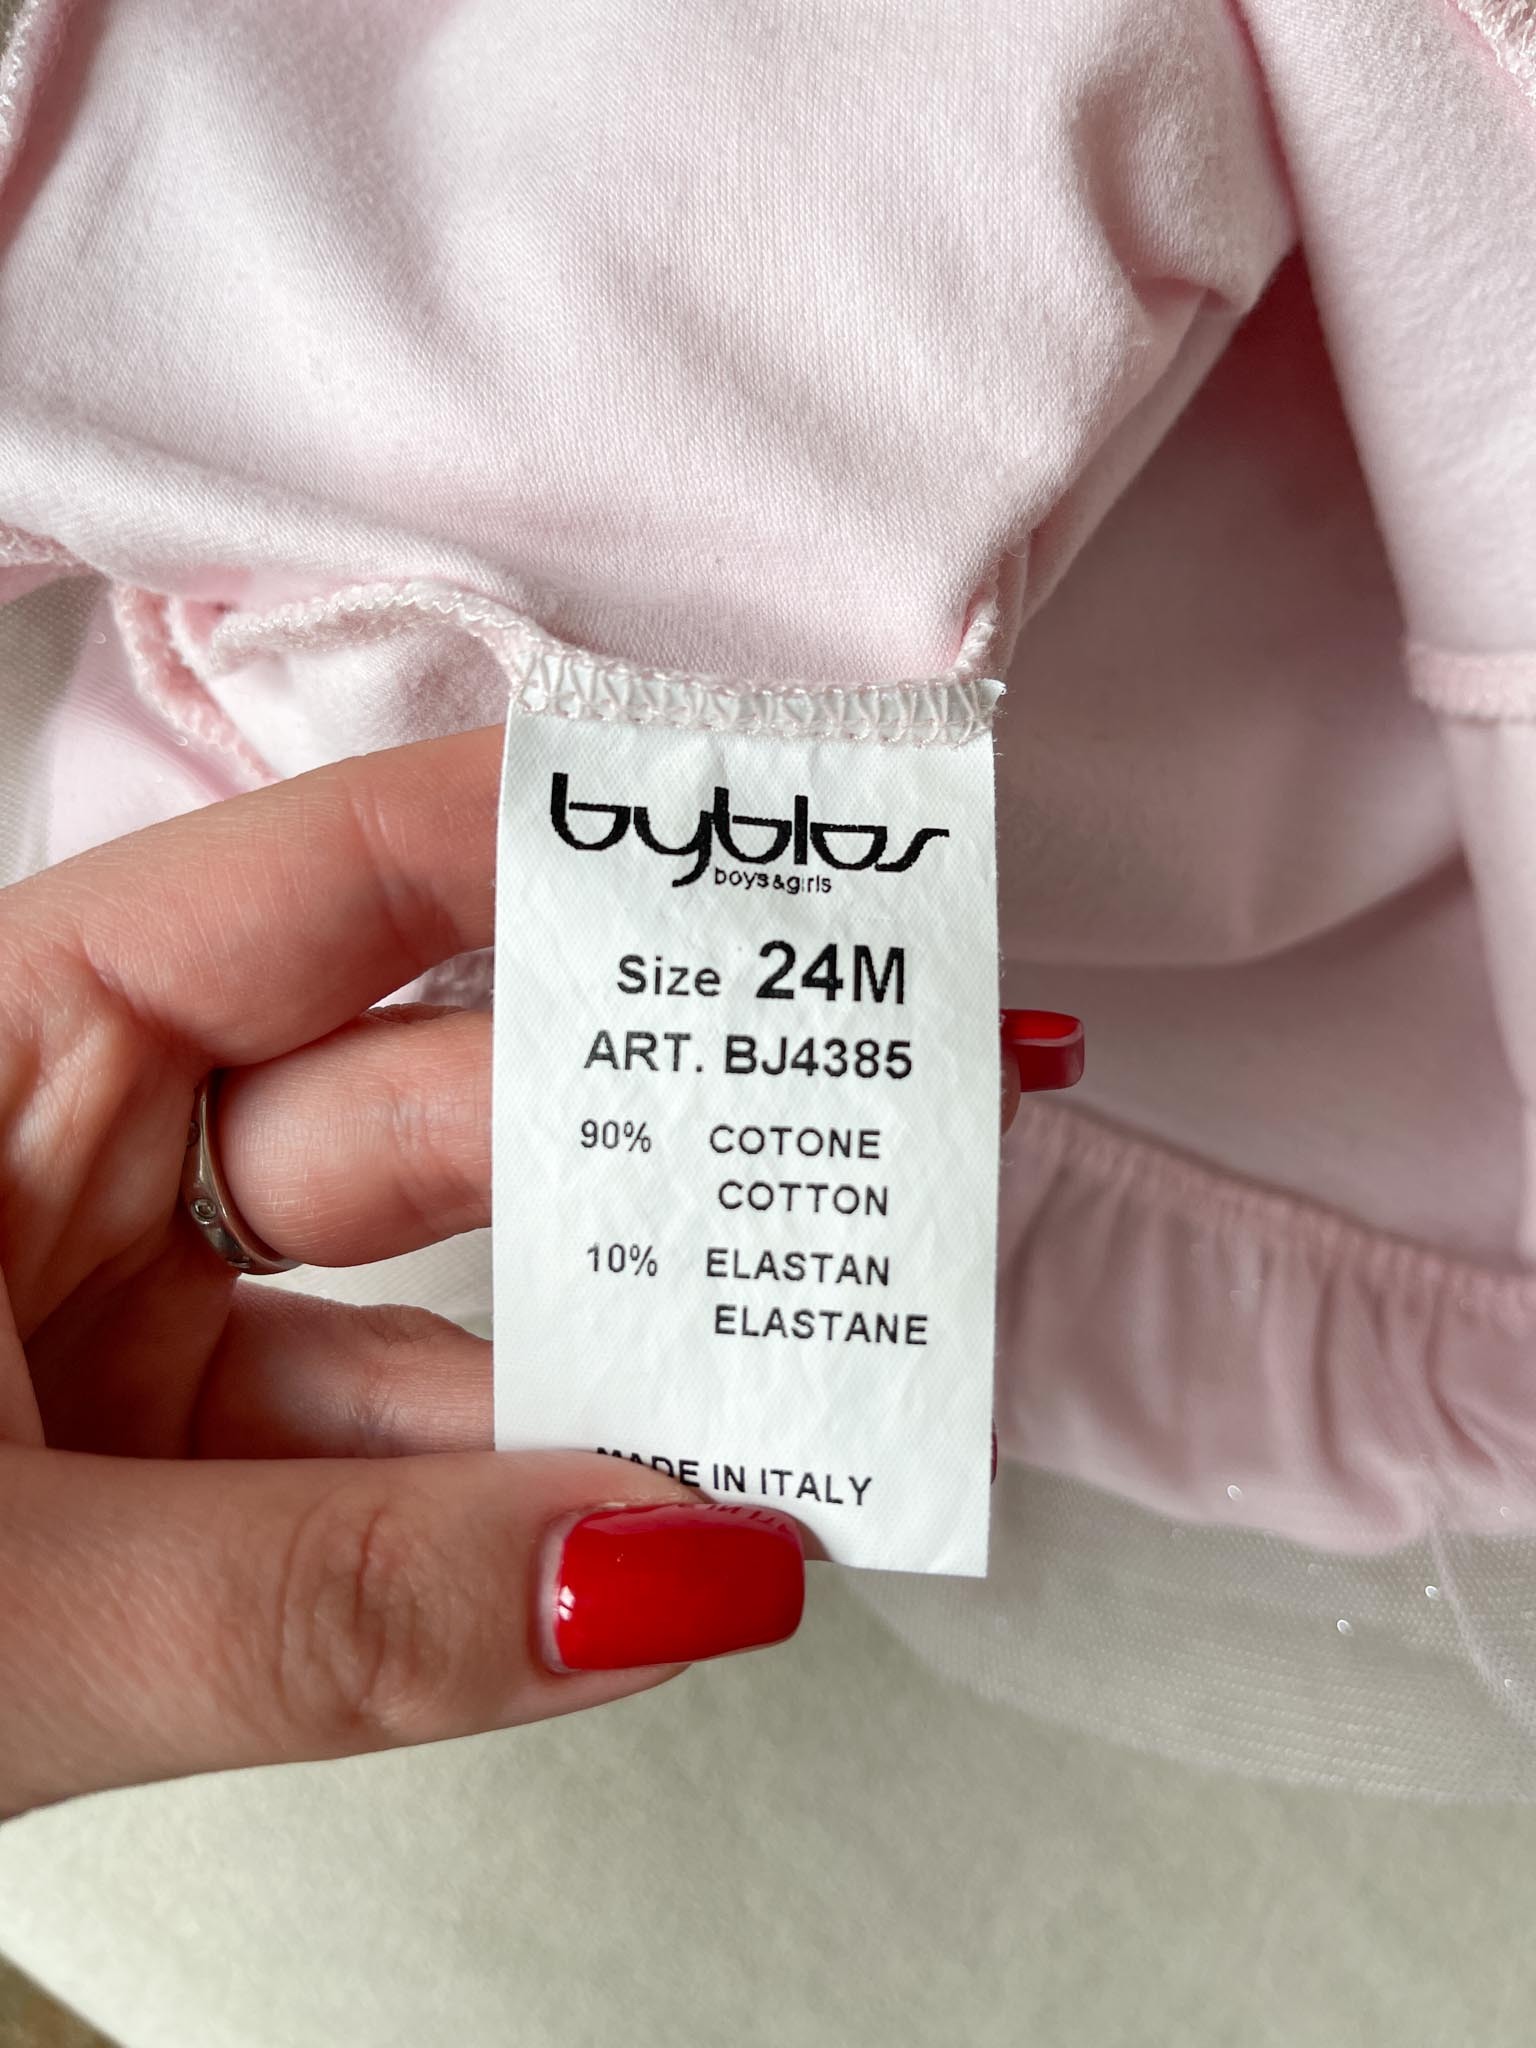 byblos
boys&girls
Size 24M
ART. BJ4385
90% COTONE
COTTON
10% ELASTAN
ELASTANE
MADE IN ITALY